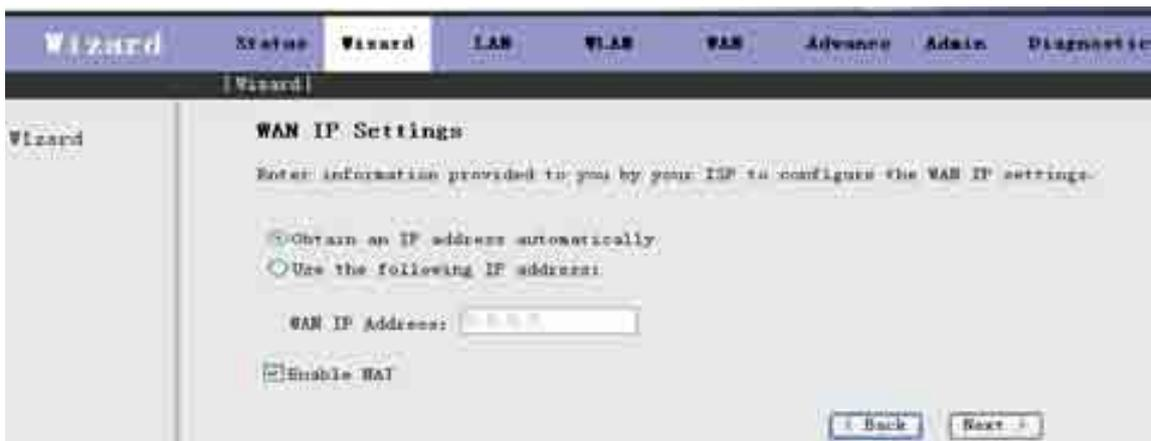 Wizard
Status Wizard LAN WLAN WAN Advance Admin Diagnostic
|Wizard|
Wizard
WAN IP Settings
Enter information provided to you by your ISP to configure the WAN IP settings.
Obtain an IP address automatically
Use the following IP address:
WAN IP Address:
Enable NAT
< Back
Next >